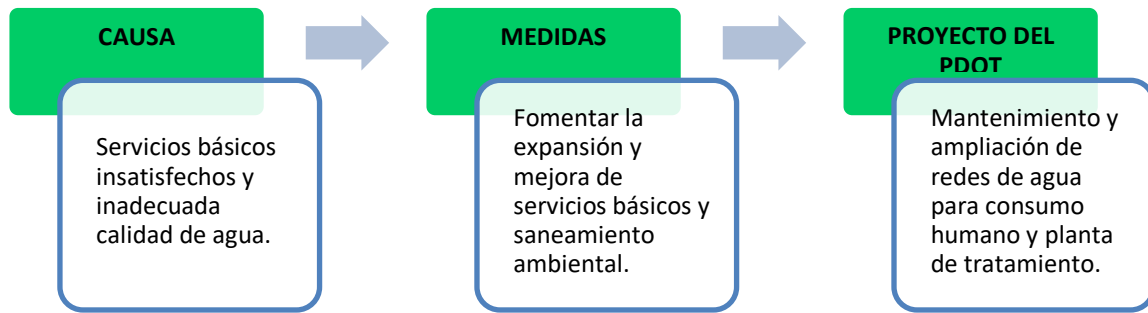 CAUSA
Servicios básicos
insatisfechos y
inadecuada
calidad de agua.
MEDIDAS
Fomentar la
expansión y
mejora de
servicios básicos y
saneamiento
ambiental.
PROYECTO DEL
PDOT
Mantenimiento y
ampliación de
redes de agua
para consumo
humano y planta
de tratamiento.